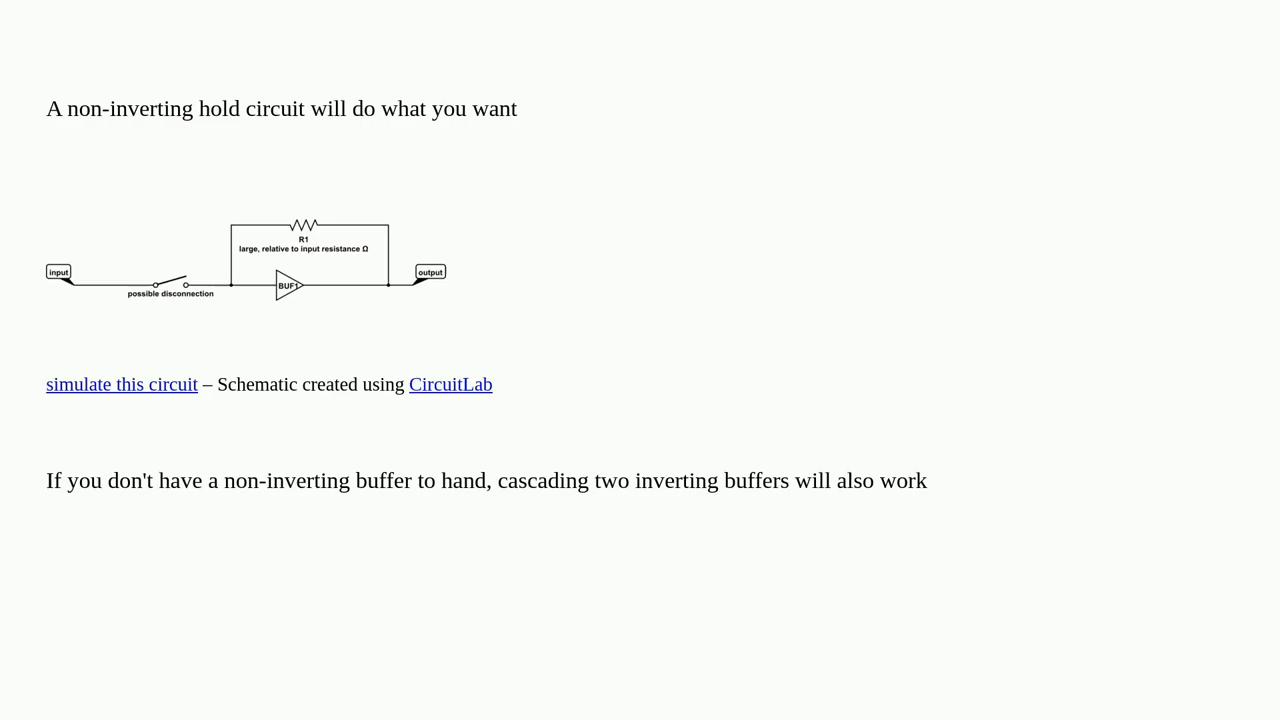 A non-inverting hold circuit will do what you want
R1
large, relative to input resistance Ω
input
output
BUF1
possible disconnection
simulate this circuit – Schematic created using CircuitLab
If you don't have a non-inverting buffer to hand, cascading two inverting buffers will also work